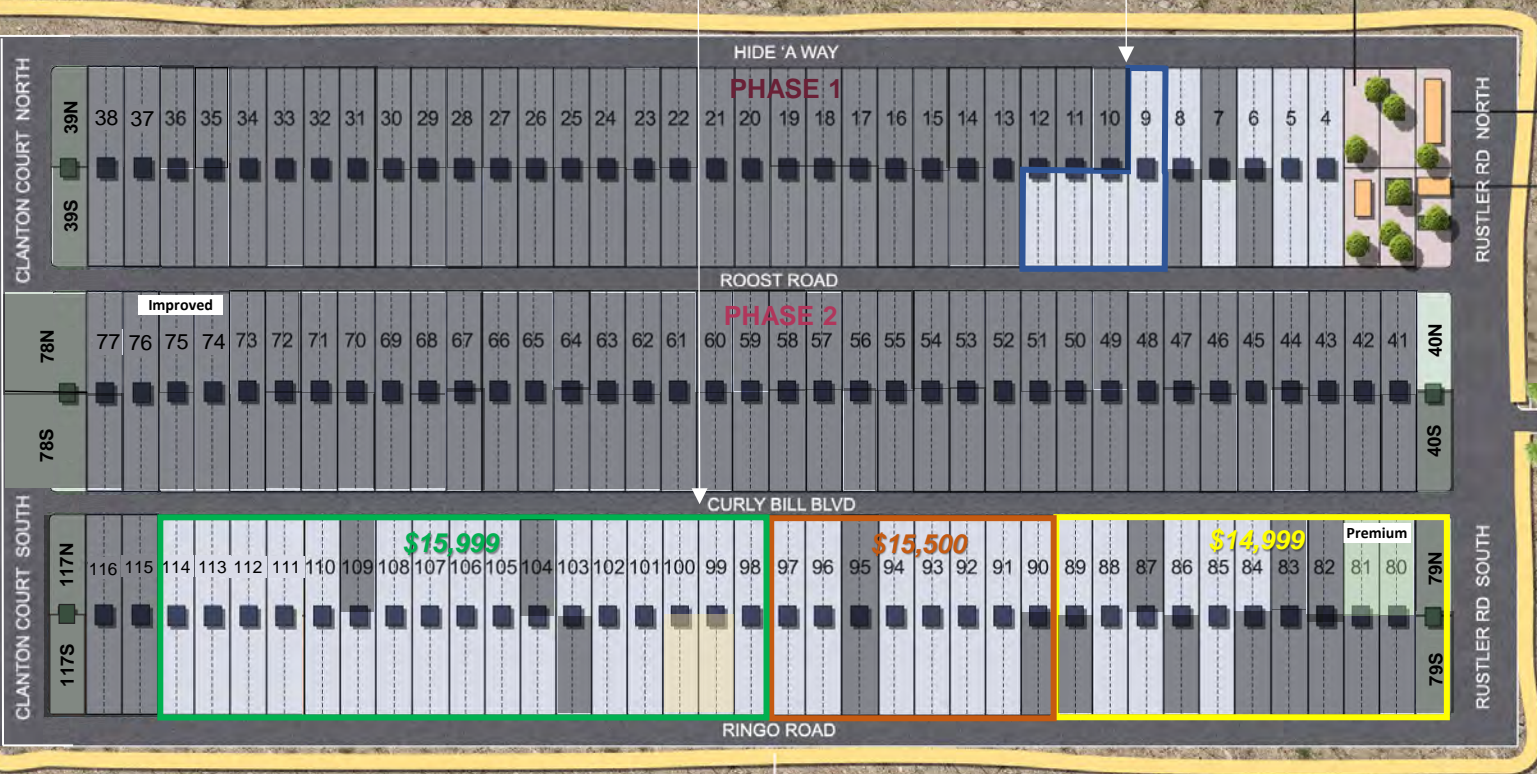 HIDE 'A WAY
PHASE 1
CLANTON COURT NORTH
39N
39S
38 37 36 35 34 33 32 31 30 29 28 27 26 25 24 23 22 21 20 19 18 17 16 15 14 13 12 11 10 9 8 7 6 5 4
RUSTLER RD NORTH
ROOST ROAD
Improved
PHASE 2
78N
78S
77 76 75 74 73 72 71 70 69 68 67 66 65 64 63 62 61 60 59 58 57 56 55 54 53 52 51 50 49 48 47 46 45 44 43 42 41
40N
40S
CURLY BILL BLVD
$15,999
$15,500
$14,999
Premium
CLANTON COURT SOUTH
117N
117S
116 115 114 113 112 111 110 109 108 107 106 105 104 103 102 101 100 99 98 97 96 95 94 93 92 91 90 89 88 87 86 85 84 83 82 81 80
79N
79S
RUSTLER RD SOUTH
RINGO ROAD